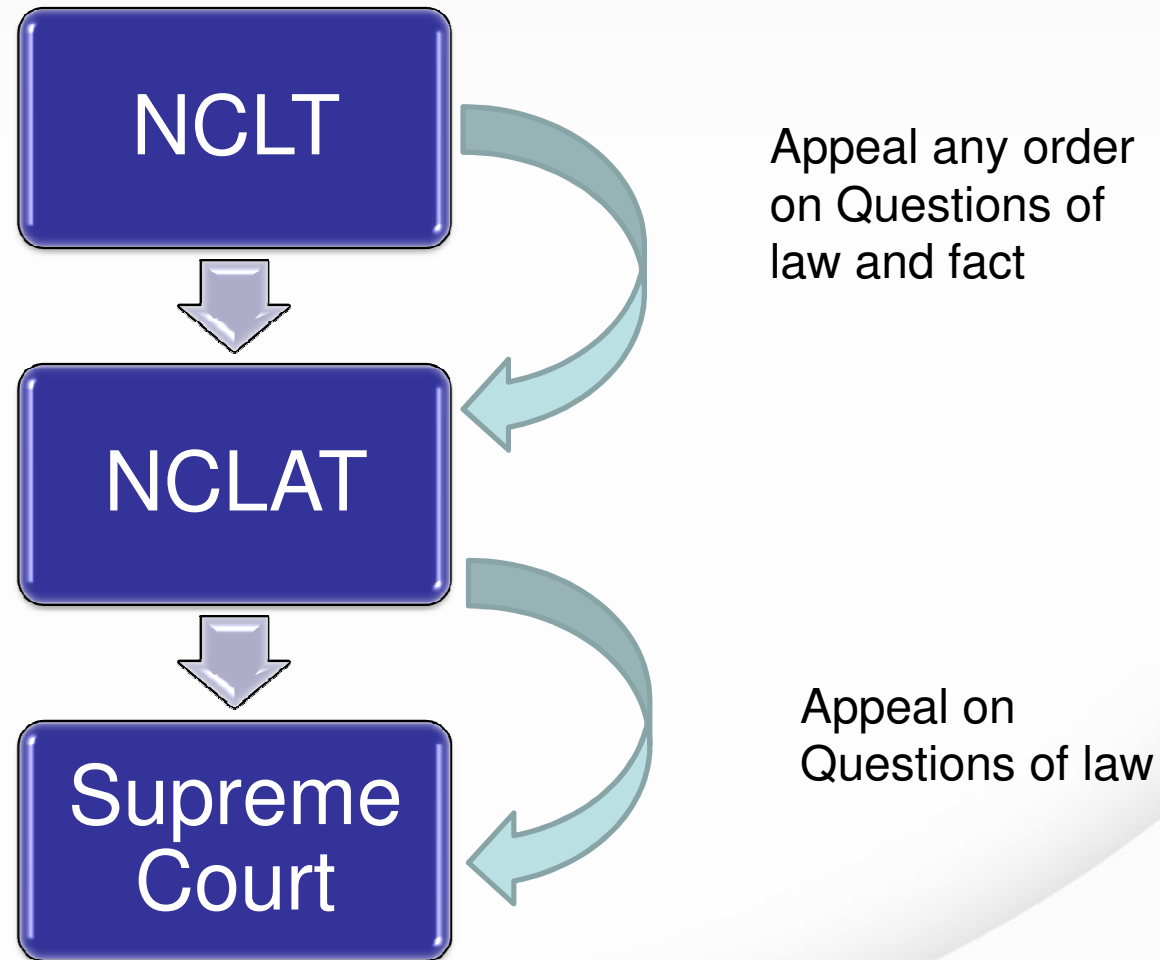 NCLT
Appeal any order
on Questions of
law and fact
NCLAT
Appeal on
Questions of law
Supreme
Court